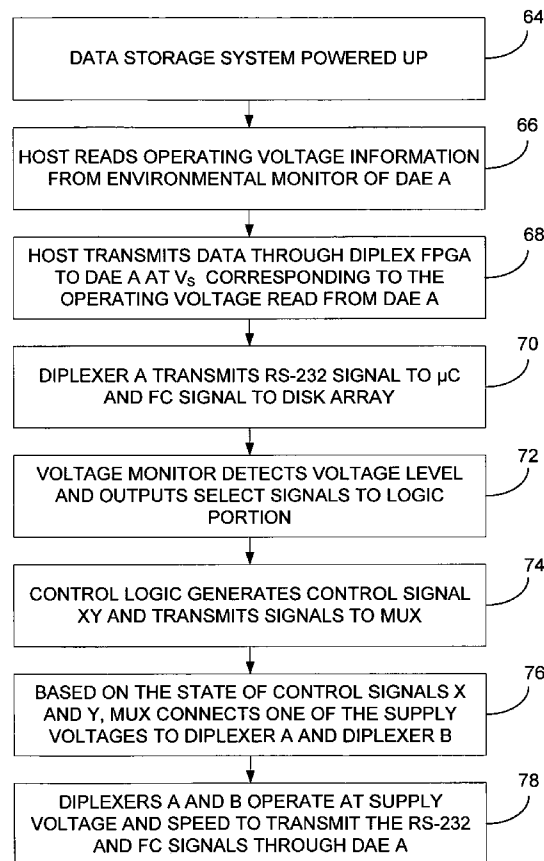 64
DATA STORAGE SYSTEM POWERED UP
66
HOST READS OPERATING VOLTAGE INFORMATION
FROM ENVIRONMENTAL MONITOR OF DAE A
68
HOST TRANSMITS DATA THROUGH DIPLEX FPGA
TO DAE A AT VS CORRESPONDING TO THE
OPERATING VOLTAGE READ FROM DAE A
70
DIPLEXER A TRANSMITS RS-232 SIGNAL TO µC
AND FC SIGNAL TO DISK ARRAY
72
VOLTAGE MONITOR DETECTS VOLTAGE LEVEL
AND OUTPUTS SELECT SIGNALS TO LOGIC
PORTION
74
CONTROL LOGIC GENERATES CONTROL SIGNAL
XY AND TRANSMITS SIGNALS TO MUX
76
BASED ON THE STATE OF CONTROL SIGNALS X
AND Y, MUX CONNECTS ONE OF THE SUPPLY
VOLTAGES TO DIPLEXER A AND DIPLEXER B
78
DIPLEXERS A AND B OPERATE AT SUPPLY
VOLTAGE AND SPEED TO TRANSMIT THE RS-232
AND FC SIGNALS THROUGH DAE A